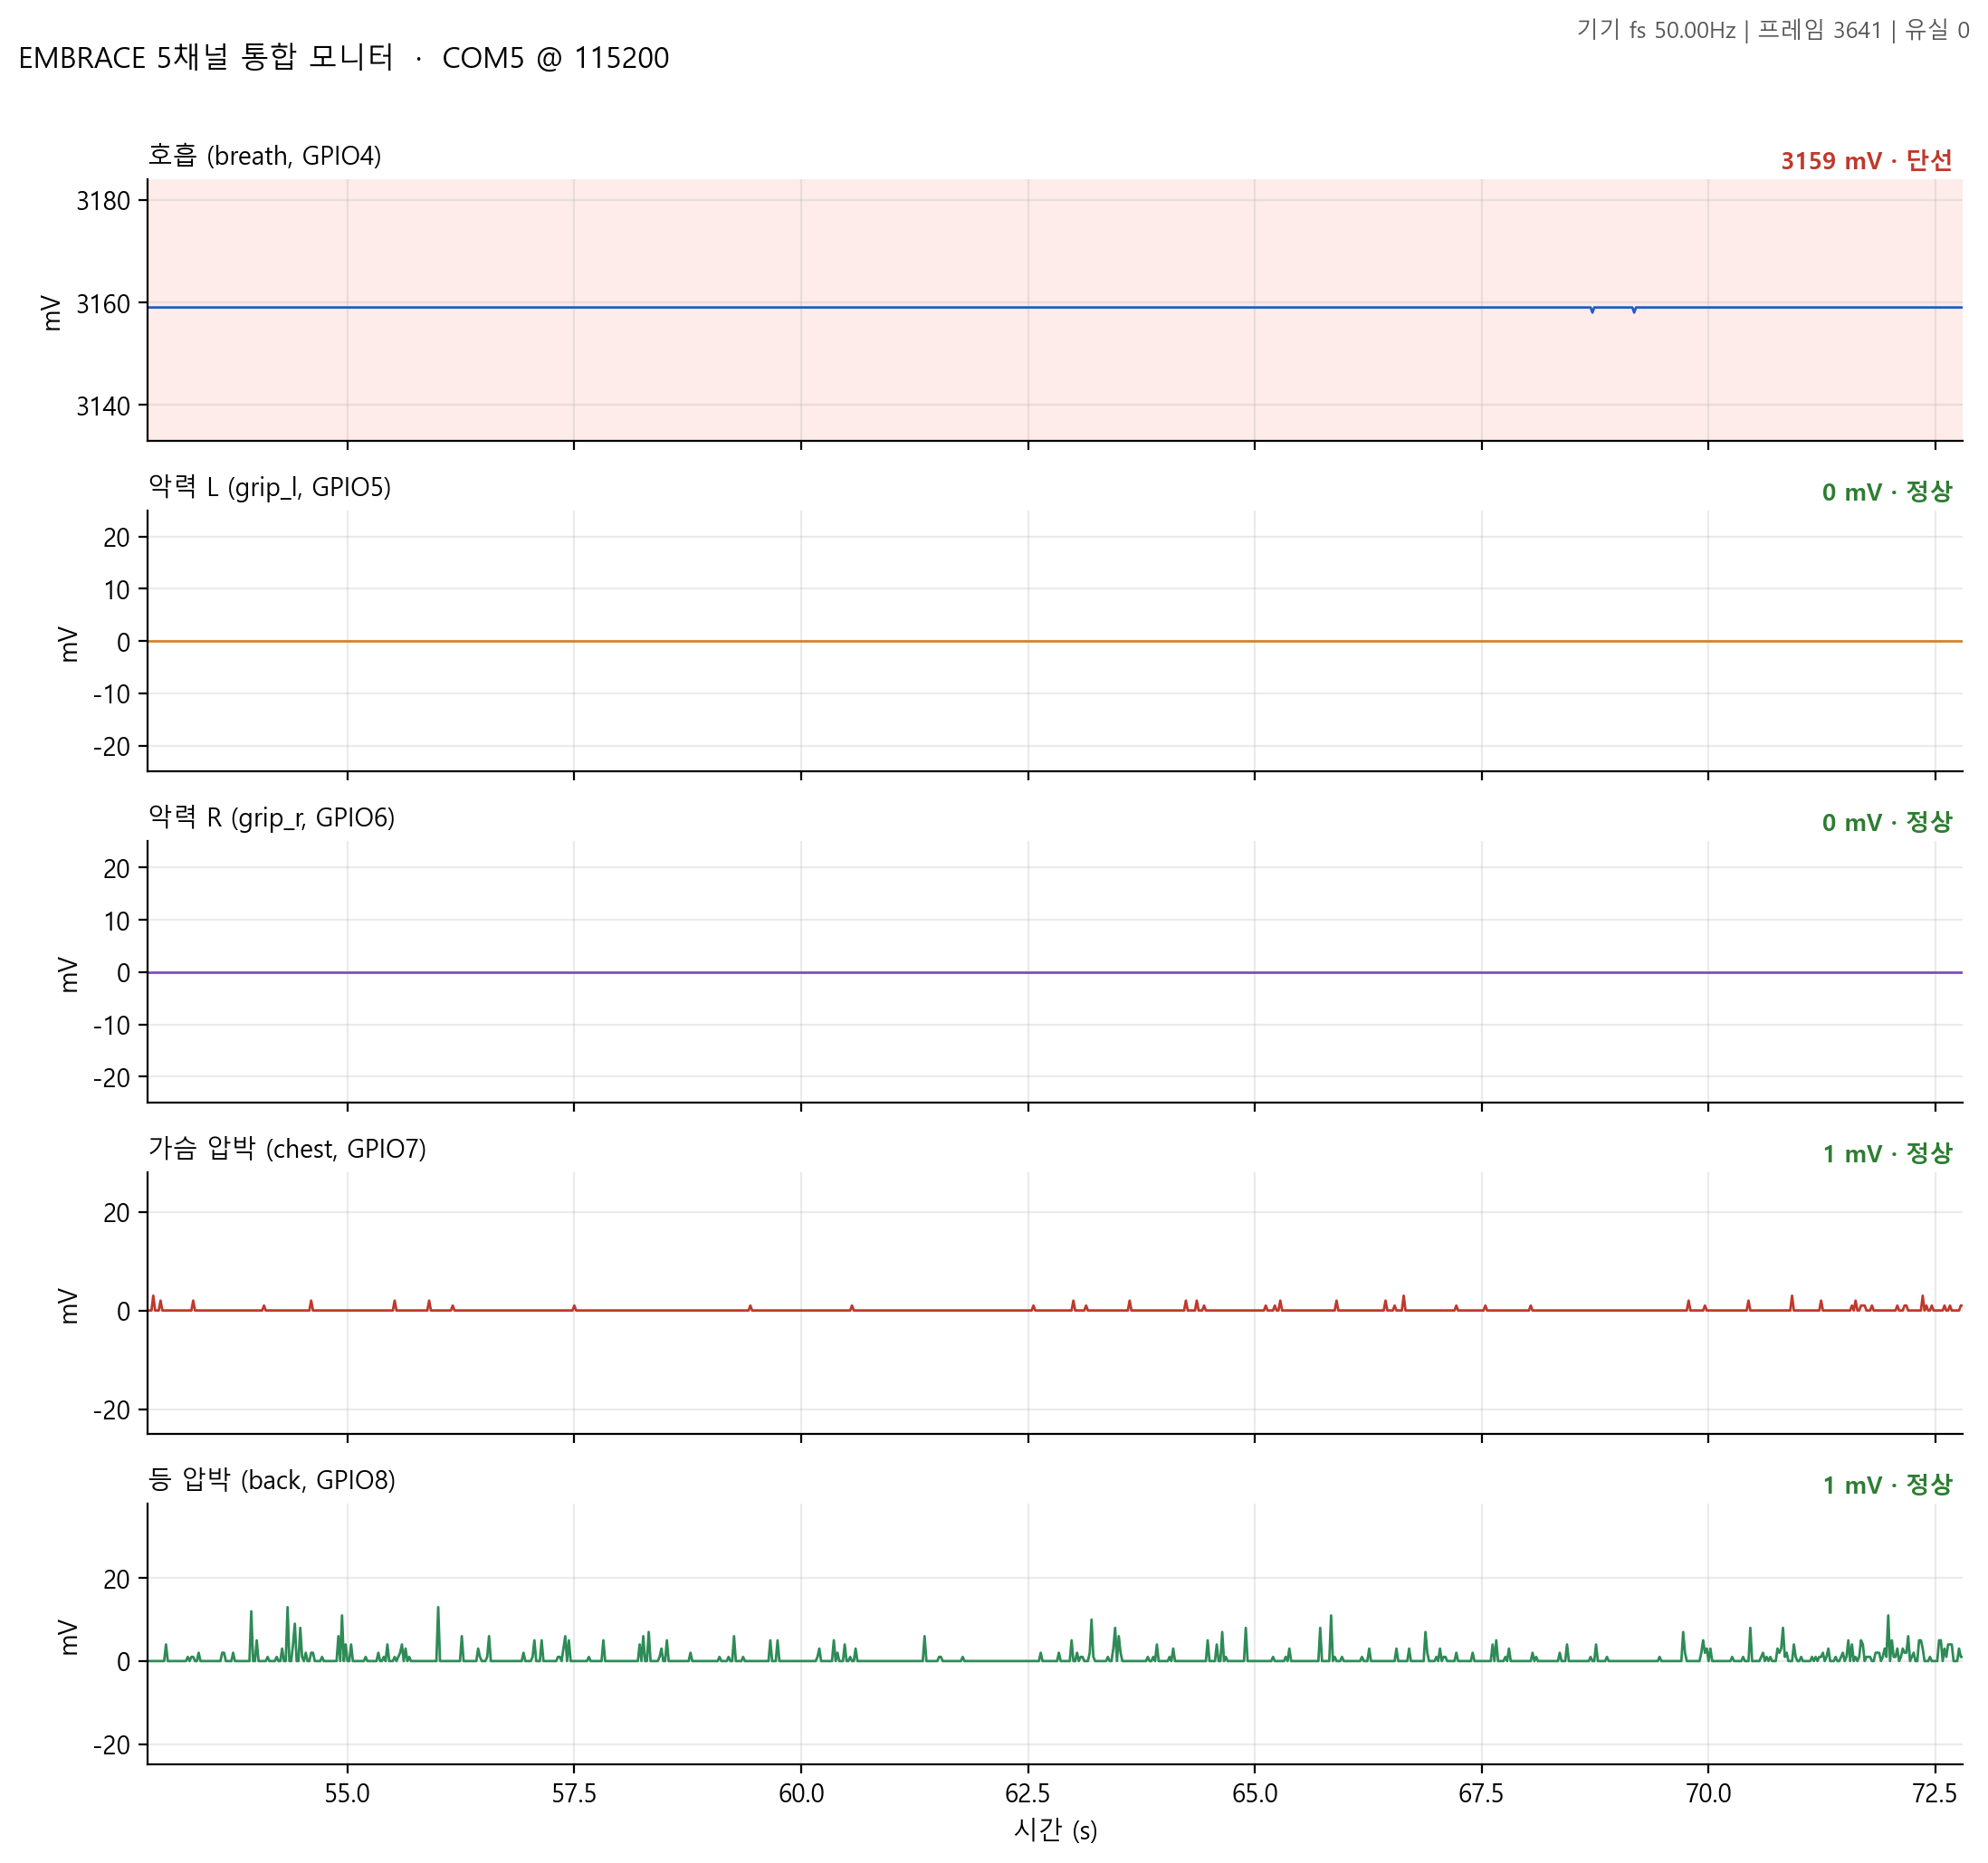 기기 fs 50.00Hz | 프레임 3641 | 유실 0
EMBRACE 5채널 통합 모니터 · COM5 @ 115200
호흡 (breath, GPIO4)
3159 mV · 단선
3180
3160
3140
mV
악력 L (grip_l, GPIO5)
0 mV · 정상
20
10
0
-10
-20
mV
악력 R (grip_r, GPIO6)
0 mV · 정상
20
10
0
-10
-20
mV
가슴 압박 (chest, GPIO7)
1 mV · 정상
20
0
-20
mV
등 압박 (back, GPIO8)
1 mV · 정상
20
0
-20
mV
55.0 57.5 60.0 62.5 65.0 67.5 70.0 72.5
시간 (s)